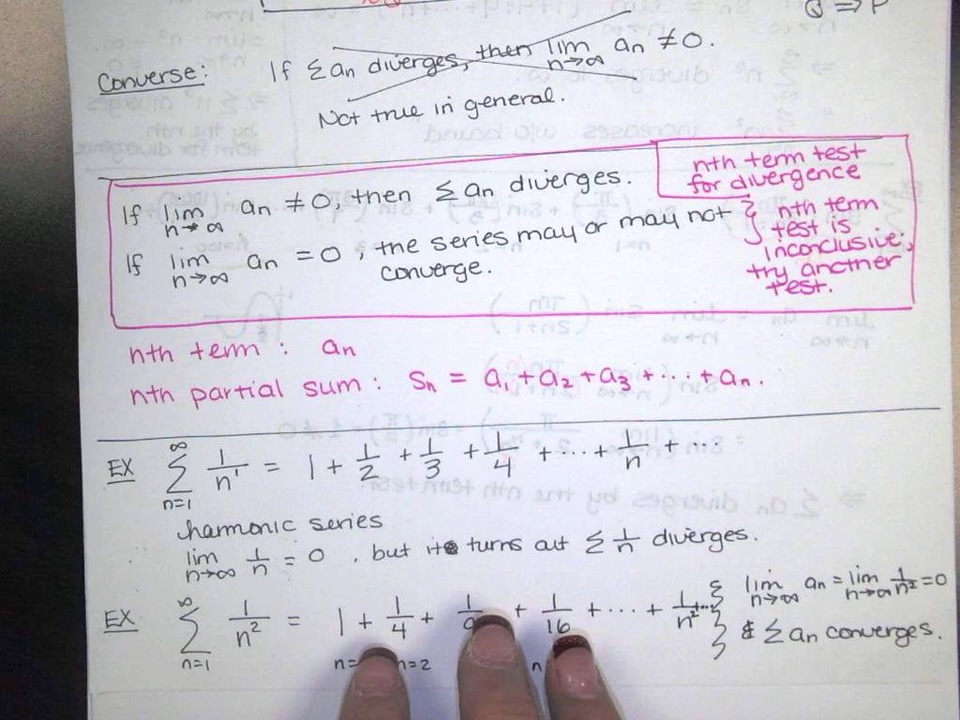 Q ⇒ P
Converse: If Σan diverges, then lim n→∞ an ≠ 0.
Not true in general.
nth term test
for divergence
If lim n→∞ an ≠ 0, then Σ an diverges.
If lim n→∞ an = 0, the series may or may not
converge.
} nth term
test is
inconclusive,
try another
test.
nth term : an
nth partial sum : Sn = a1 + a2 + a3 + ... + an.
EX ∞ Σ n=1 1/n¹ = 1 + 1/2 + 1/3 + 1/4 + ... + 1/n + ...
harmonic series
lim n→∞ 1/n = 0, but it turns out Σ 1/n diverges.
EX ∞ Σ n=1 1/n² = 1 + 1/4 + 1/9 + 1/16 + ... + 1/n² ...
n= n=2 n
} lim n→∞ an = lim n→∞ 1/n² = 0
& Σ an converges.